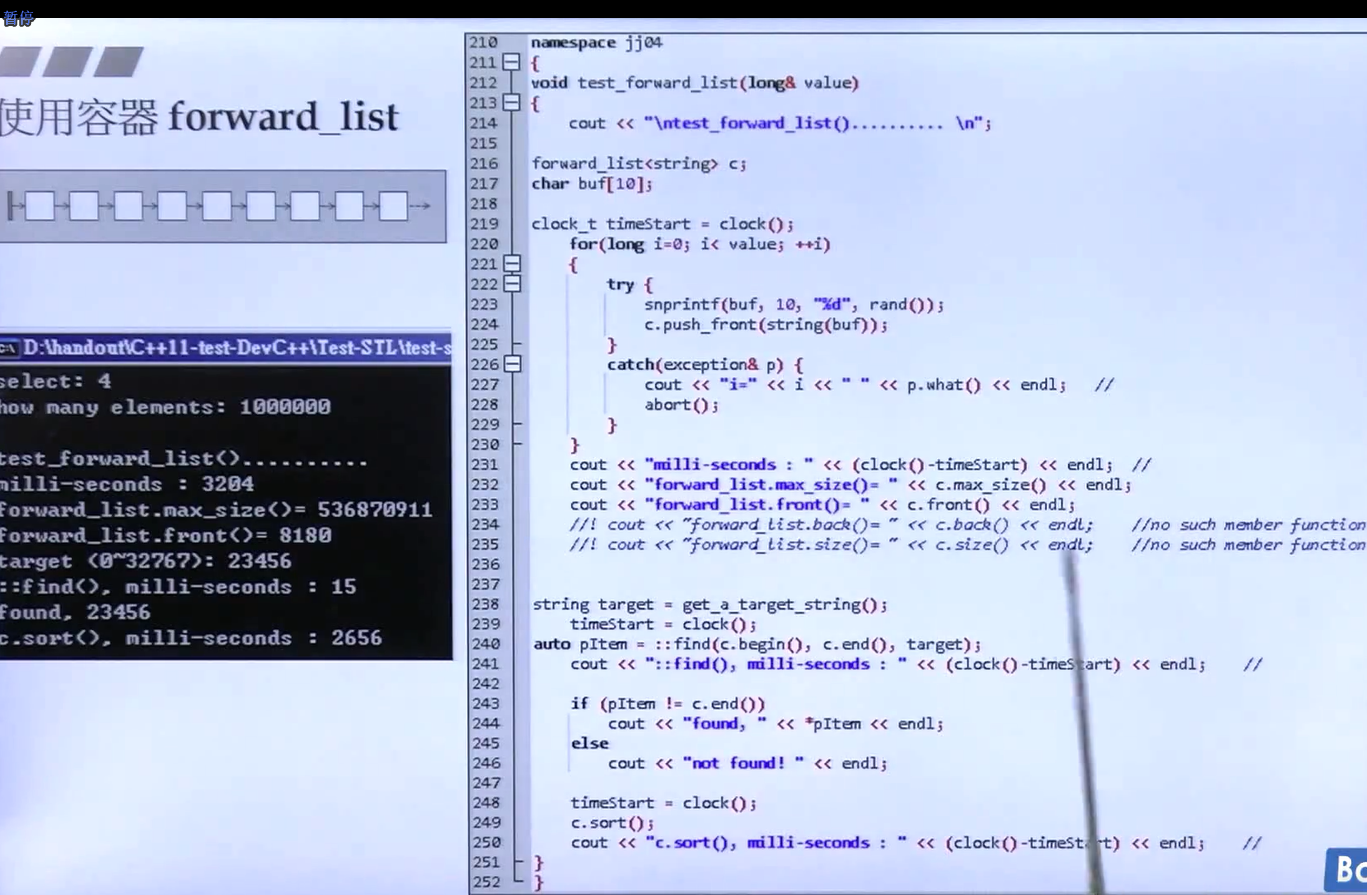 暂停
使用容器 forward_list
D:\handout\C++11-test-DevC++\Test-STL\test-s
select: 4
how many elements: 1000000
test_forward_list()..........
milli-seconds : 3204
forward_list.max_size()= 536870911
forward_list.front()= 8180
target (0~32767): 23456
::find(), milli-seconds : 15
found, 23456
c.sort(), milli-seconds : 2656
210 namespace jj04
211 {
212 void test_forward_list(long& value)
213 {
214 cout << "\ntest_forward_list().......... \n";
215
216 forward_list<string> c;
217 char buf[10];
218
219 clock_t timeStart = clock();
220 for(long i=0; i< value; ++i)
221 {
222 try {
223 snprintf(buf, 10, "%d", rand());
224 c.push_front(string(buf));
225 }
226 catch(exception& p) {
227 cout << "i=" << i << " " << p.what() << endl; //
228 abort();
229 }
230 }
231 cout << "milli-seconds : " << (clock()-timeStart) << endl; //
232 cout << "forward_list.max_size()= " << c.max_size() << endl;
233 cout << "forward_list.front()= " << c.front() << endl;
234 //! cout << "forward_list.back()= " << c.back() << endl; //no such member function
235 //! cout << "forward_list.size()= " << c.size() << endl; //no such member function
236
237
238 string target = get_a_target_string();
239 timeStart = clock();
240 auto pItem = ::find(c.begin(), c.end(), target);
241 cout << "::find(), milli-seconds : " << (clock()-timeStart) << endl; //
242
243 if (pItem != c.end())
244 cout << "found, " << *pItem << endl;
245 else
246 cout << "not found! " << endl;
247
248 timeStart = clock();
249 c.sort();
250 cout << "c.sort(), milli-seconds : " << (clock()-timeStart) << endl; //
251 }
252 }
Bo